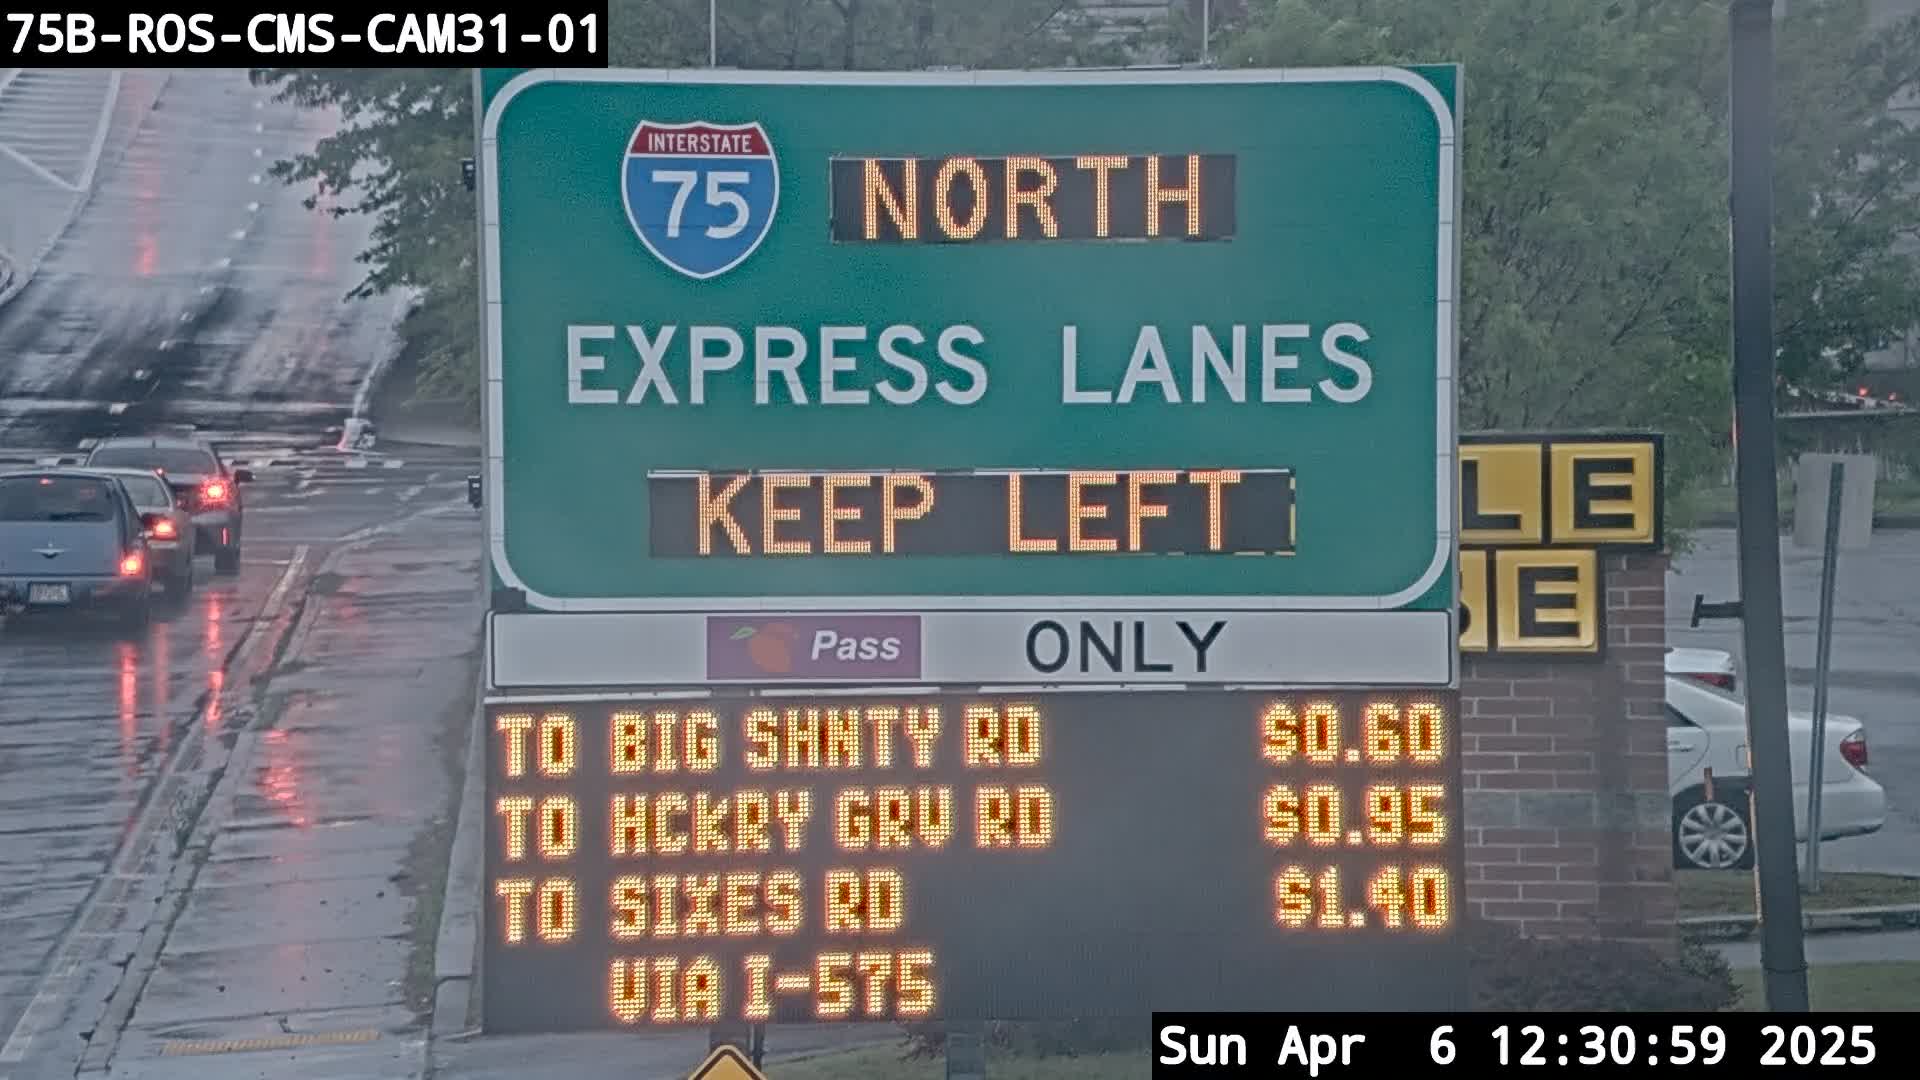 75B-ROS-CMS-CAM31-01
INTERSTATE
75
NORTH
EXPRESS LANES
KEEP LEFT
Pass ONLY
TO BIG SHNTY RD $0.60
TO HCKRY GRV RD $0.95
TO SIXES RD $1.40
VIA I-575
LE
E
Sun Apr 6 12:30:59 2025